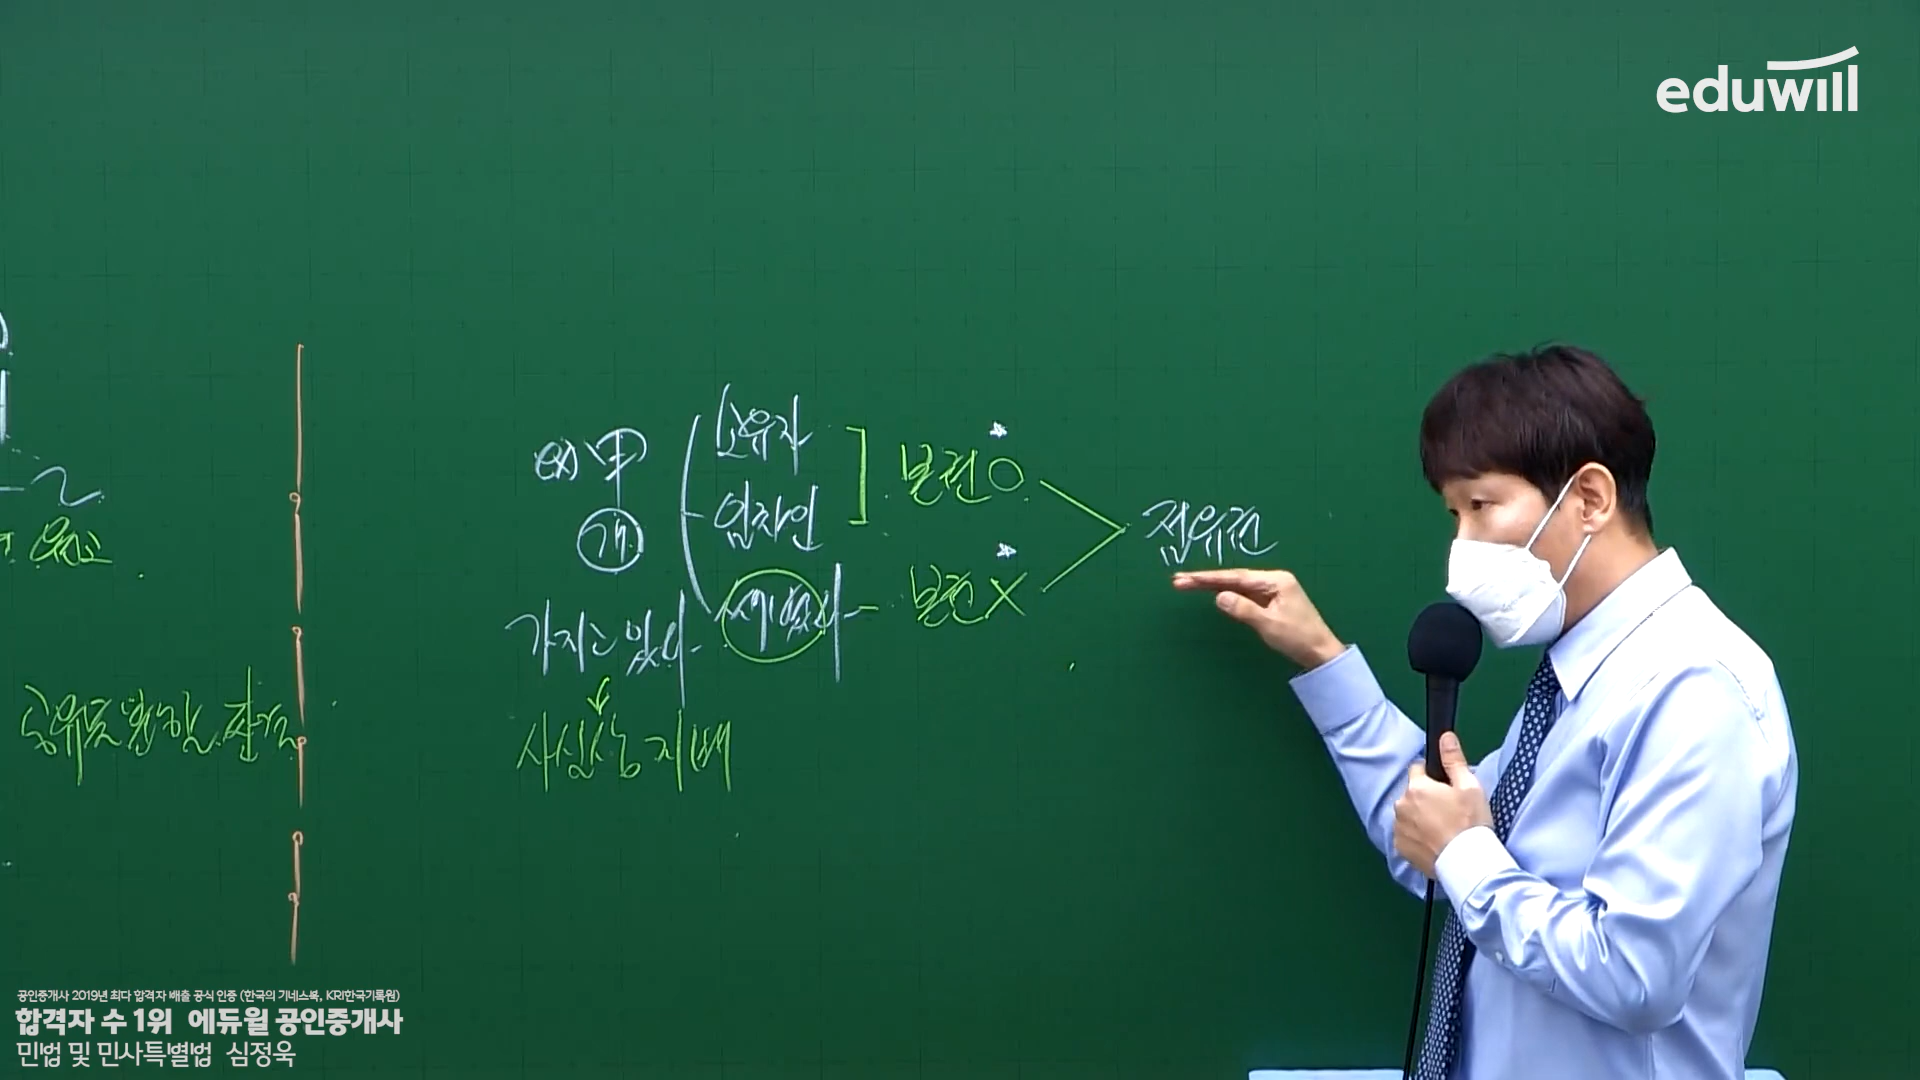 eduwill
ex) 甲
개
소유자
임차인
본권 O
가지고 있다
본권 X
점유권
사실상 지배
공인중개사 2019년 최다 합격자 배출 공식 인증 (한국의 기네스북, KRI한국기록원)
합격자 수 1위 에듀윌 공인중개사
민법 및 민사특별법 심정욱